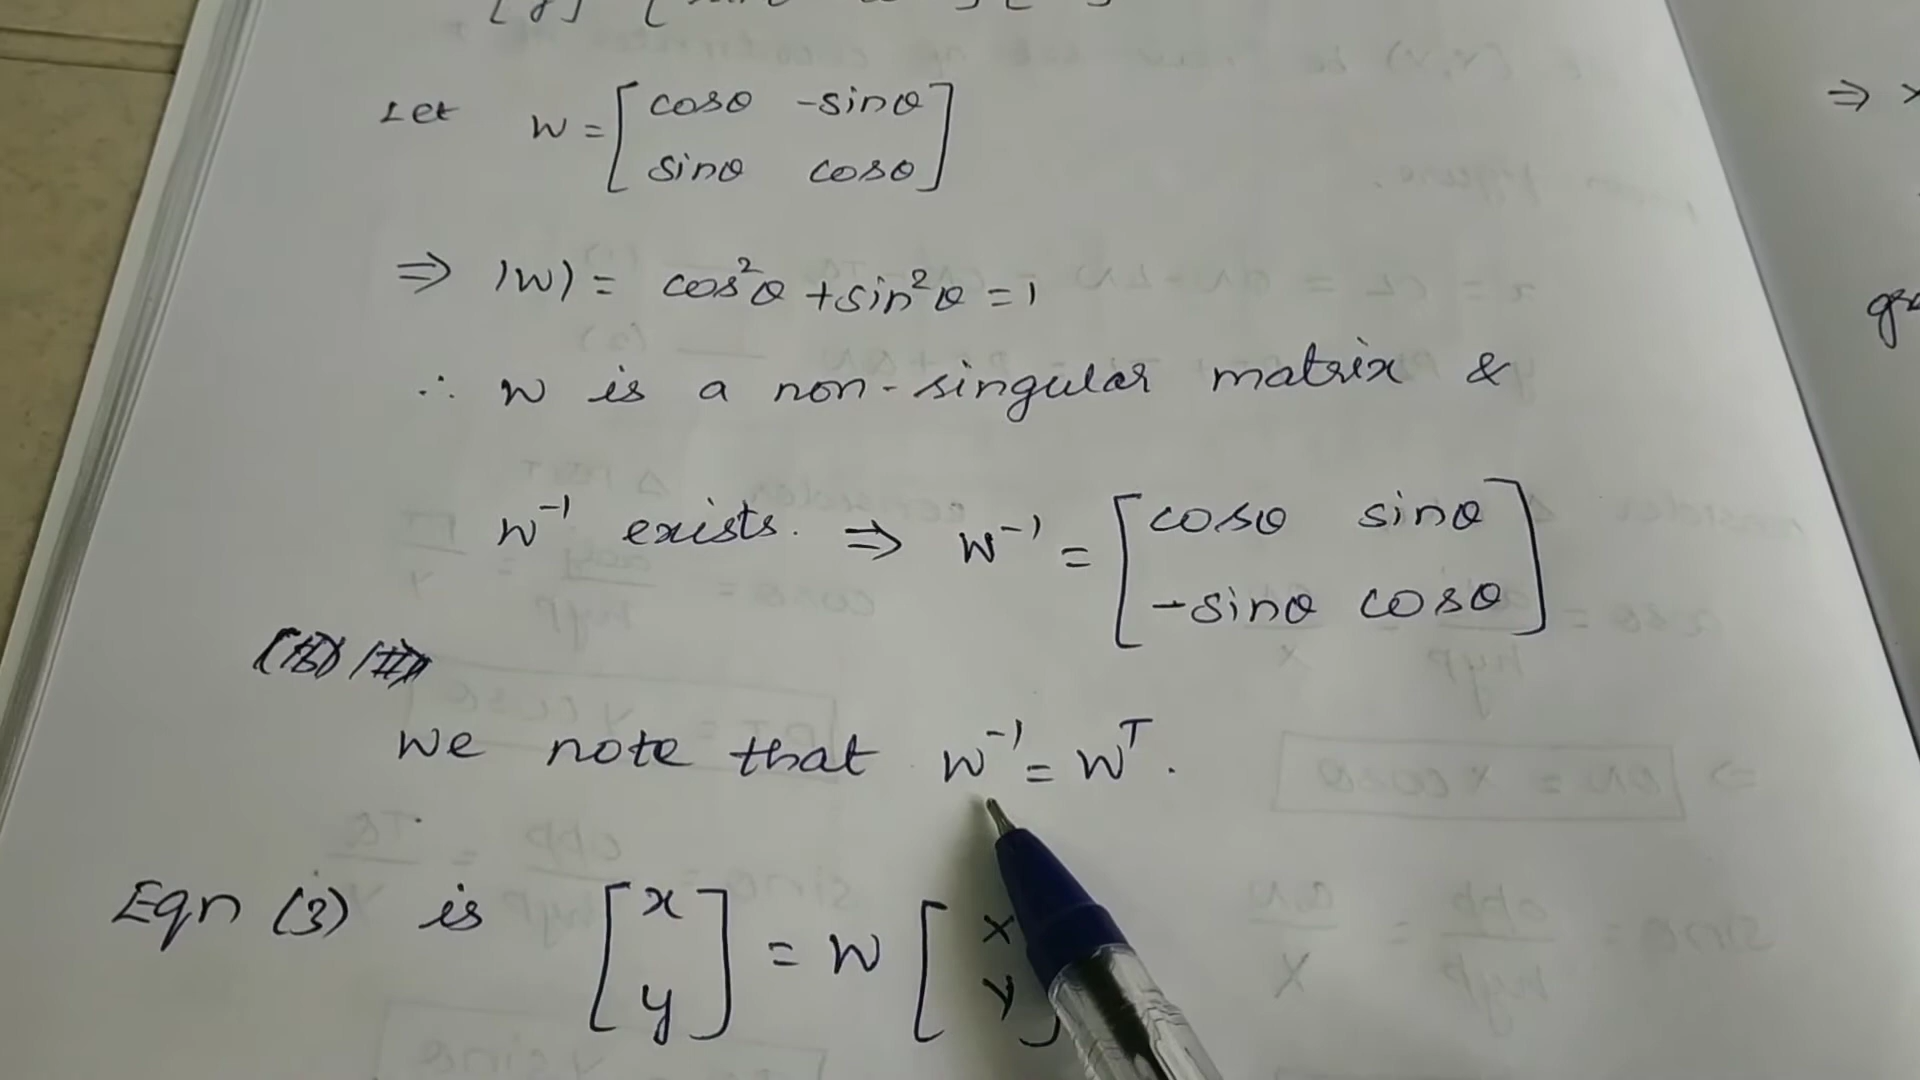 Let W = [cosθ -sinθ
sinθ cosθ]
⇒ |W| = cos²θ + sin²θ = 1
∴ W is a non-singular matrix &
W⁻¹ exists. ⇒ W⁻¹ = [cosθ sinθ
-sinθ cosθ]
We note that W⁻¹ = Wᵀ.
Eqn (3) is [x
y] = W [X
Y]